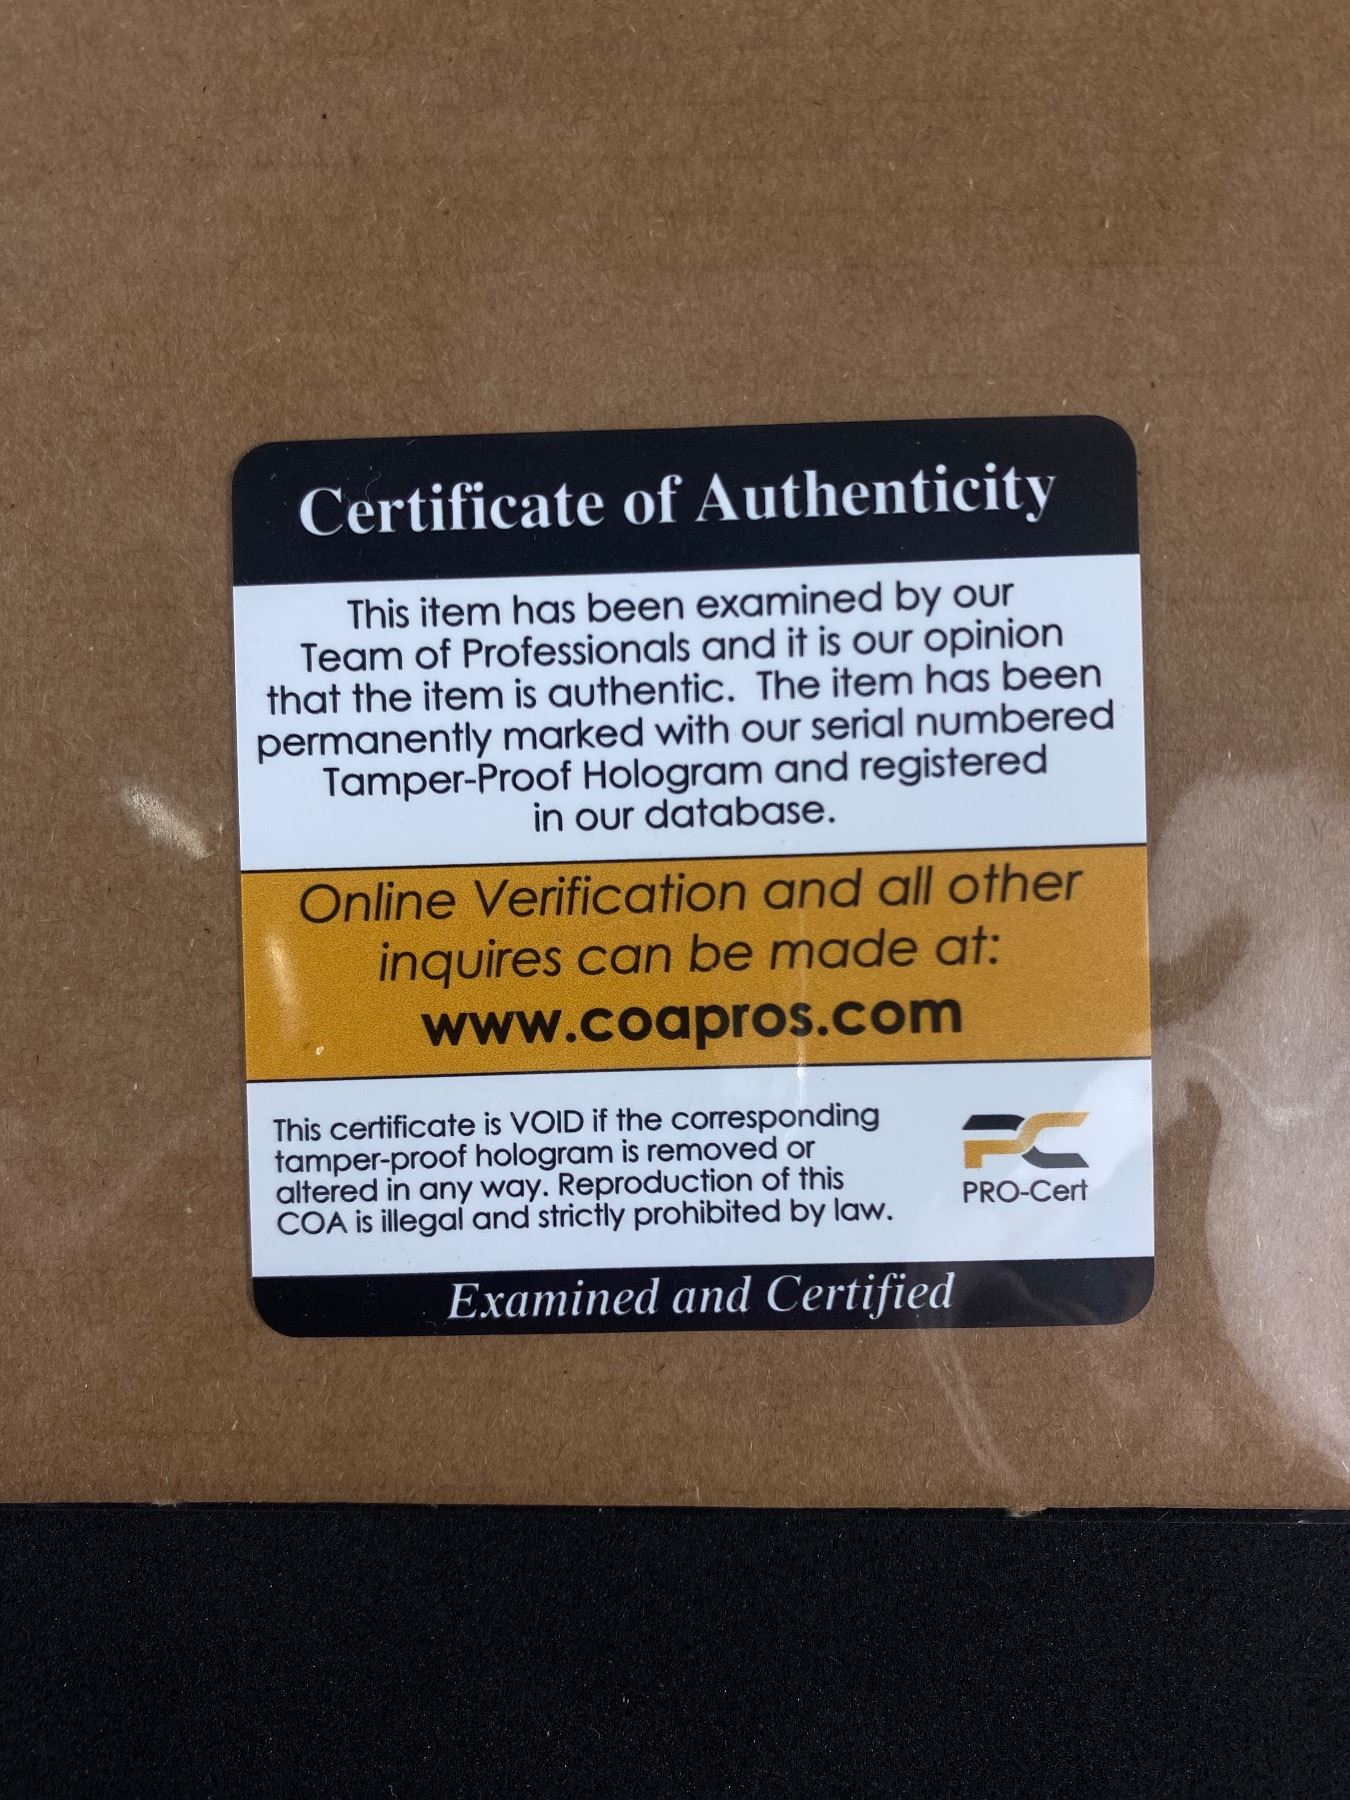 Certificate of Authenticity
This item has been examined by our
Team of Professionals and it is our opinion
that the item is authentic. The item has been
permanently marked with our serial numbered
Tamper-Proof Hologram and registered
in our database.
Online Verification and all other
inquires can be made at:
www.coapros.com
This certificate is VOID if the corresponding
tamper-proof hologram is removed or
altered in any way. Reproduction of this
COA is illegal and strictly prohibited by law.
PC
PRO-Cert
Examined and Certified